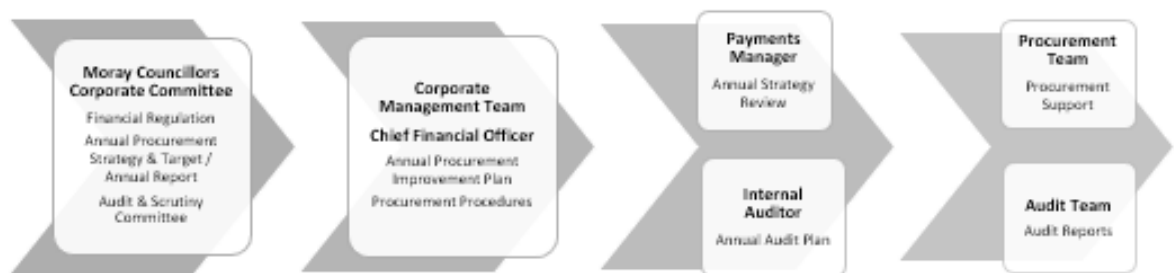 Moray Councillors
Corporate Committee
Financial Regulation
Annual Procurement
Strategy & Target /
Annual Report
Audit & Scrutiny
Committee
Corporate
Management Team
Chief Financial Officer
Annual Procurement
Improvement Plan
Procurement Procedures
Payments
Manager
Annual Strategy
Review
Internal
Auditor
Annual Audit Plan
Procurement
Team
Procurement
Support
Audit Team
Audit Reports